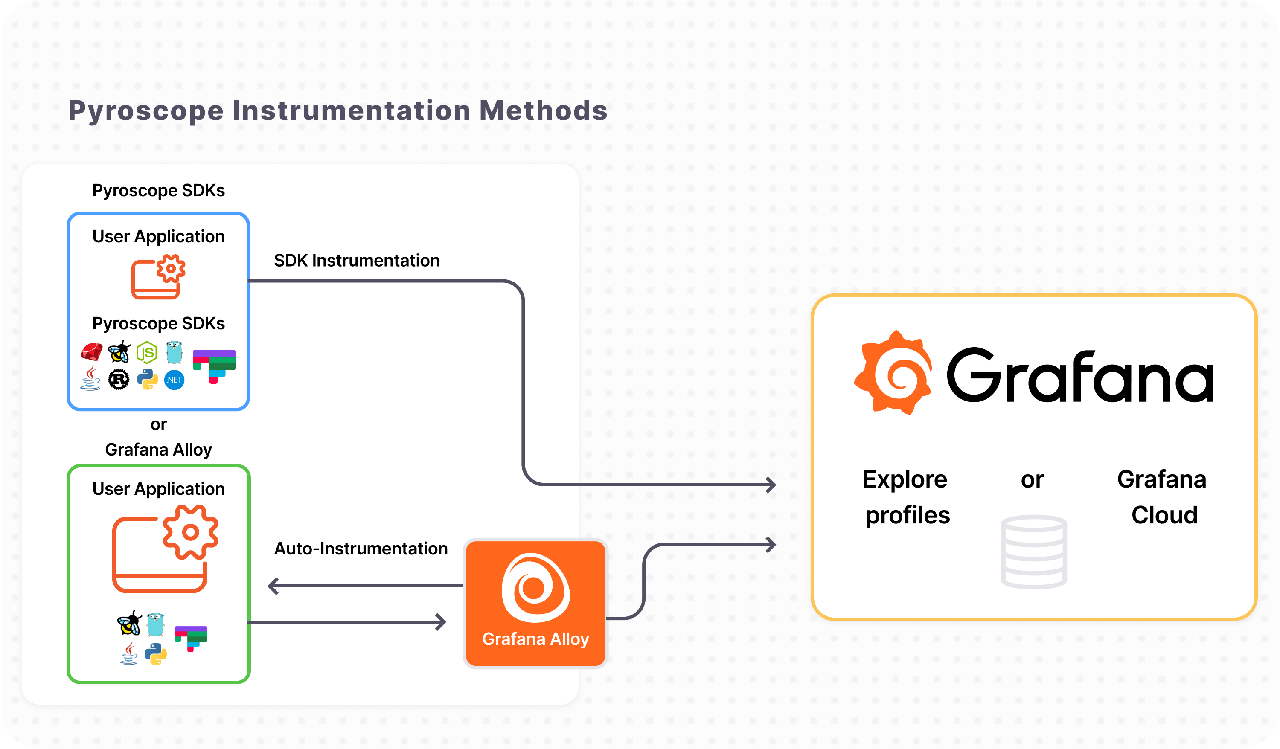 Pyroscope Instrumentation Methods
Pyroscope SDKs
User Application
Pyroscope SDKs
JS
R
.NET
SDK Instrumentation
or
Grafana Alloy
User Application
Auto-Instrumentation
Grafana Alloy
Grafana
Explore profiles
or
Grafana Cloud